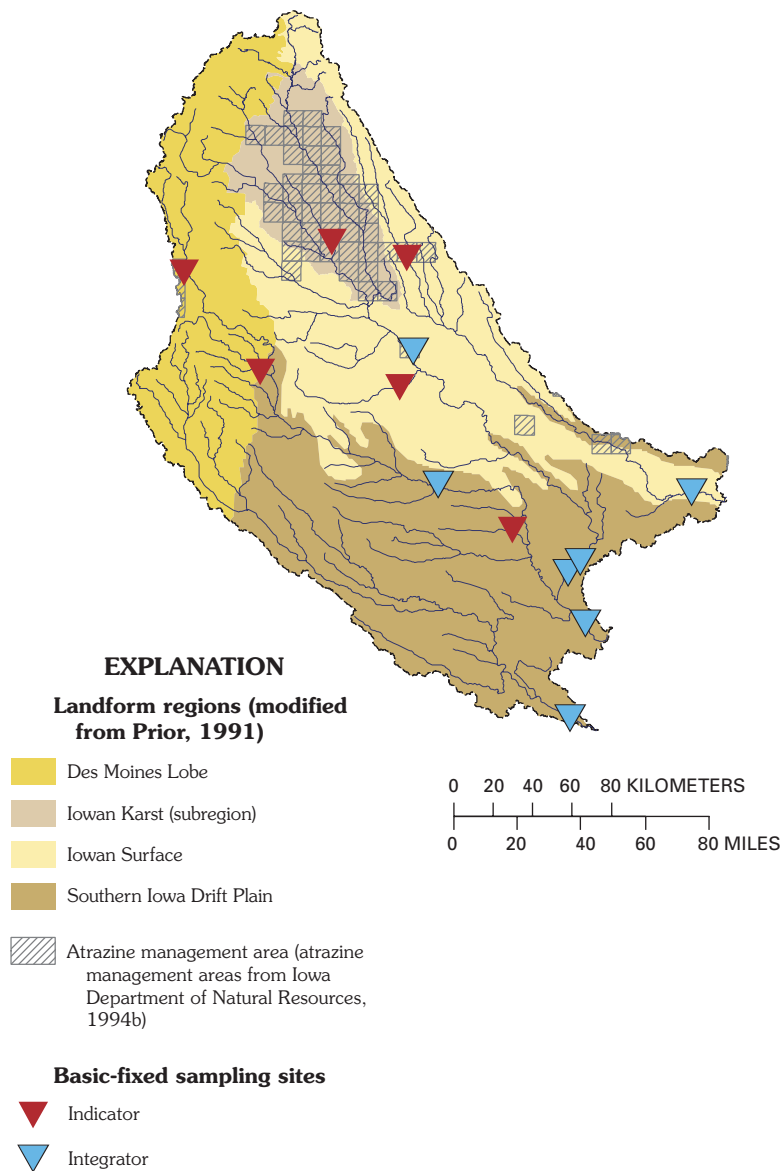 EXPLANATION
Landform regions (modified
from Prior, 1991)
Des Moines Lobe
Iowan Karst (subregion)
Iowan Surface
Southern Iowa Drift Plain
Atrazine management area (atrazine
management areas from Iowa
Department of Natural Resources,
1994b)
Basic-fixed sampling sites
Indicator
Integrator
0 20 40 60 80 KILOMETERS
0 20 40 60 80 MILES